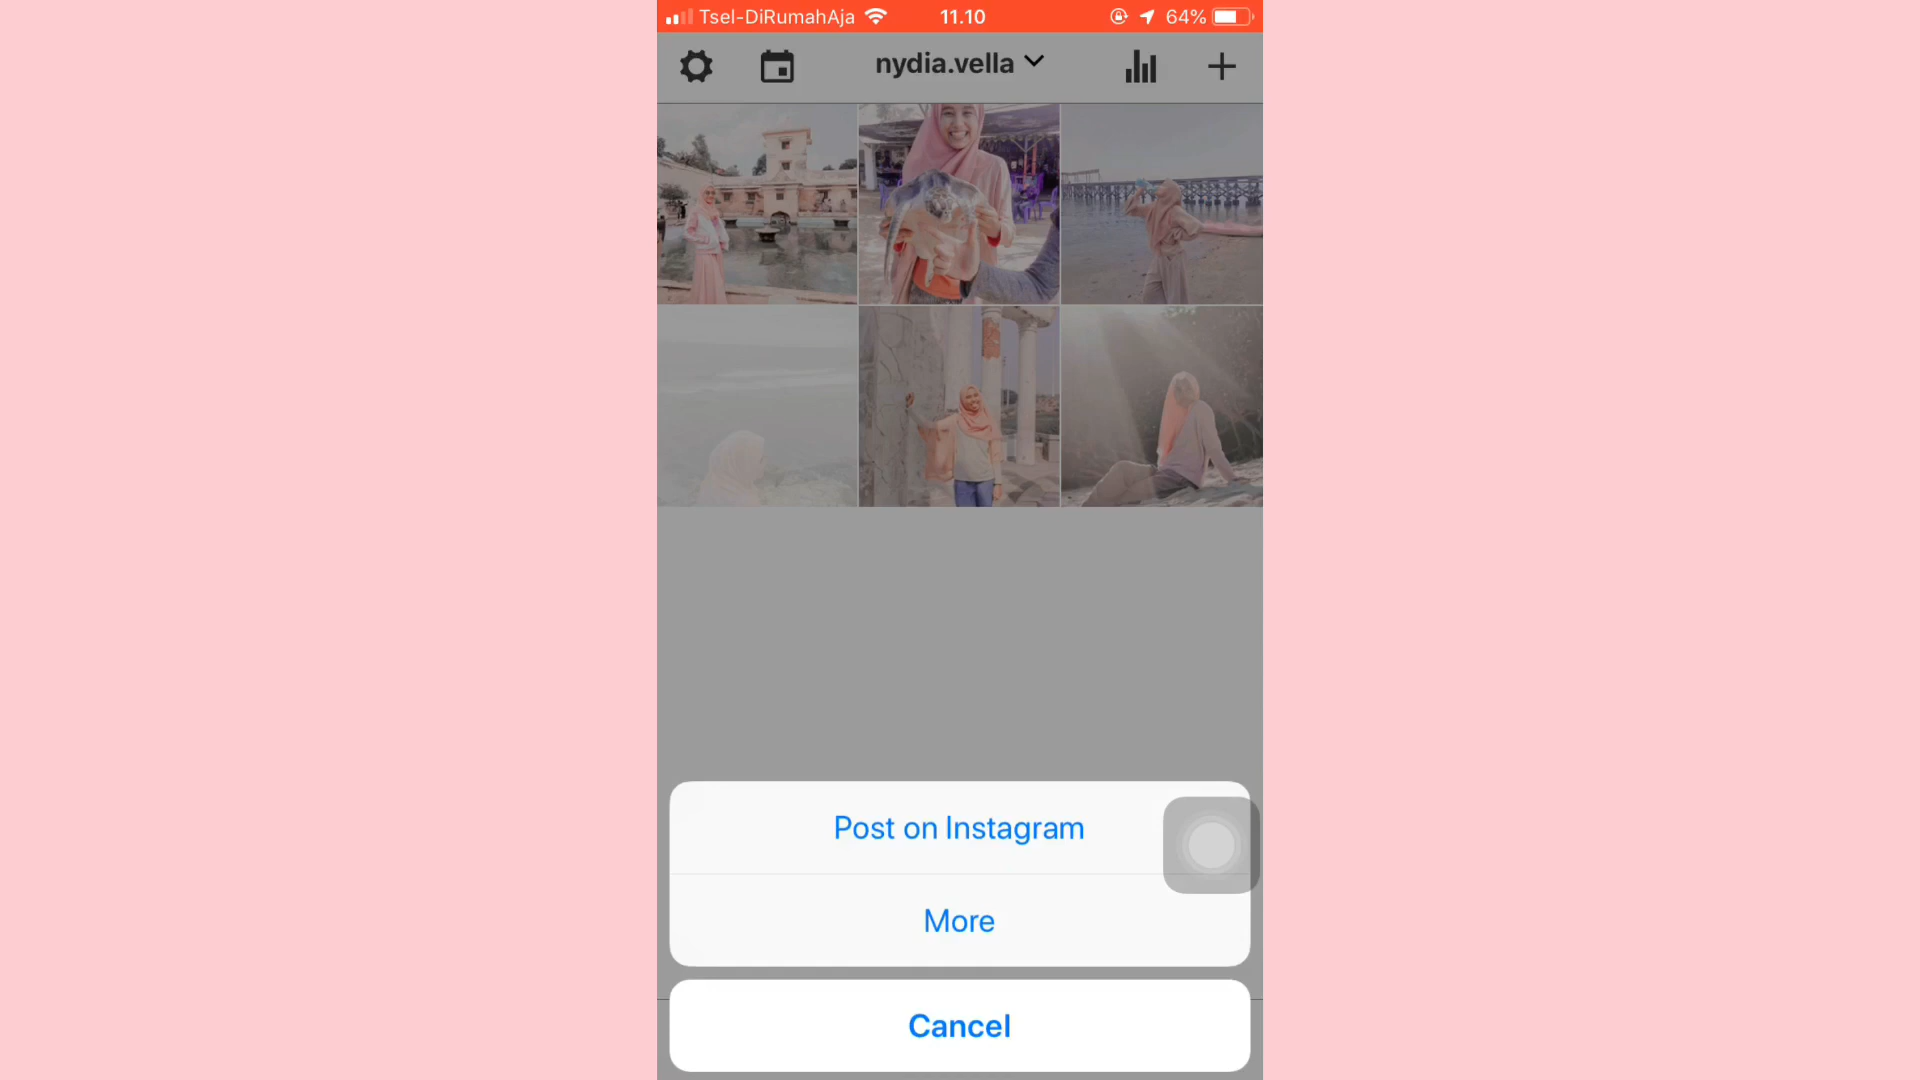 Tsel-DiRumahAja 11.10 64%
nydia.vella
Post on Instagram
More
Cancel